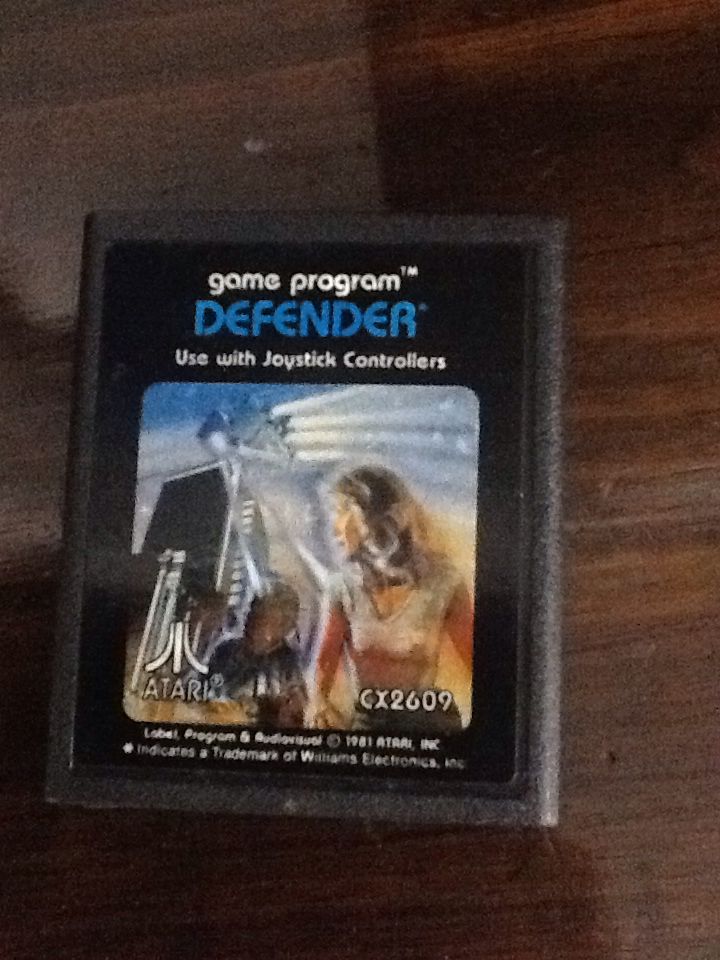 game program™
DEFENDER*
Use with Joystick Controllers
ATARI®
CX2609
Label, Program & Audiovisual © 1981 ATARI, INC
* Indicates a Trademark of Williams Electronics, Inc